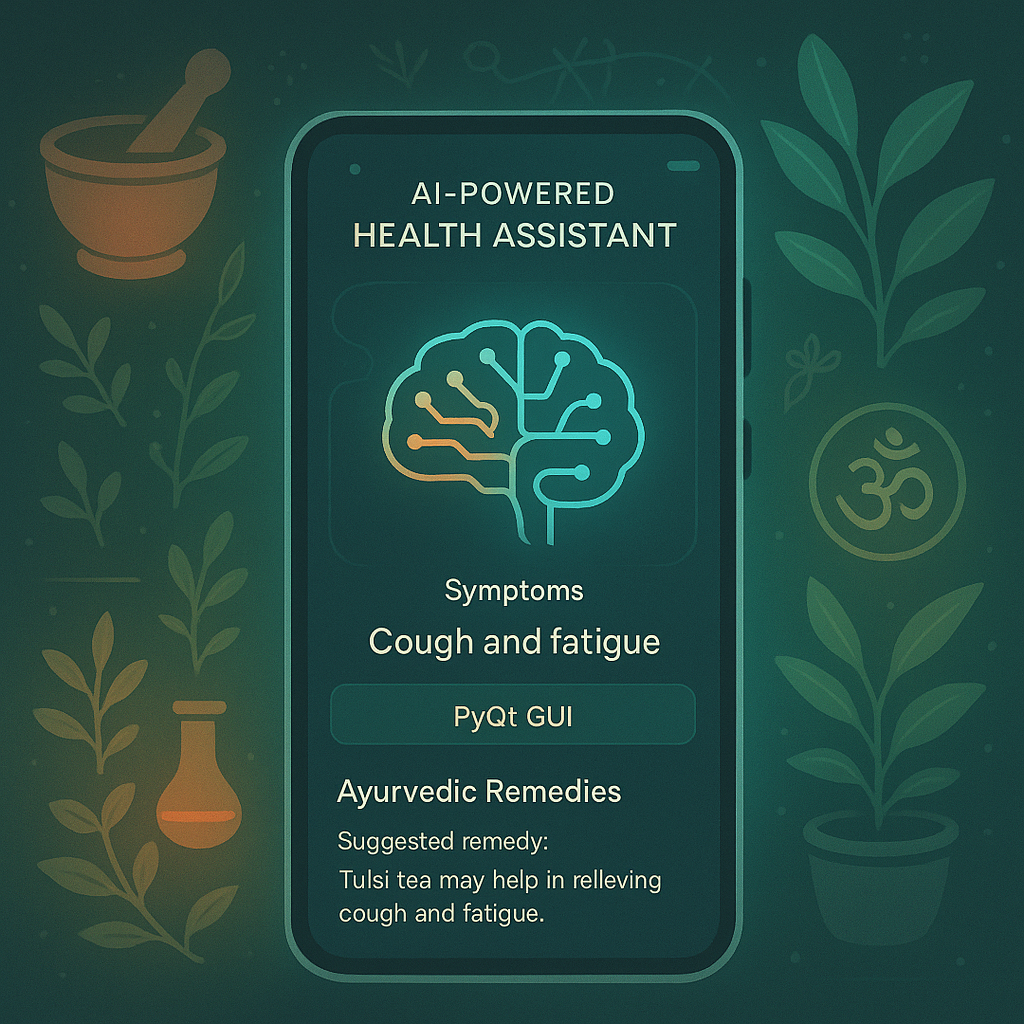 AI-POWERED
HEALTH ASSISTANT
Symptoms
Cough and fatigue
PyQt GUI
Ayurvedic Remedies
Suggested remedy:
Tulsi tea may help in relleving
cough and fatigue.
ॐ